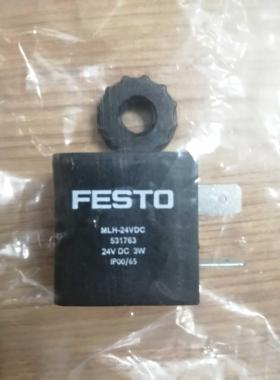 FESTO
MLH-24VDC
531763
24V DC 3W
IP00/65